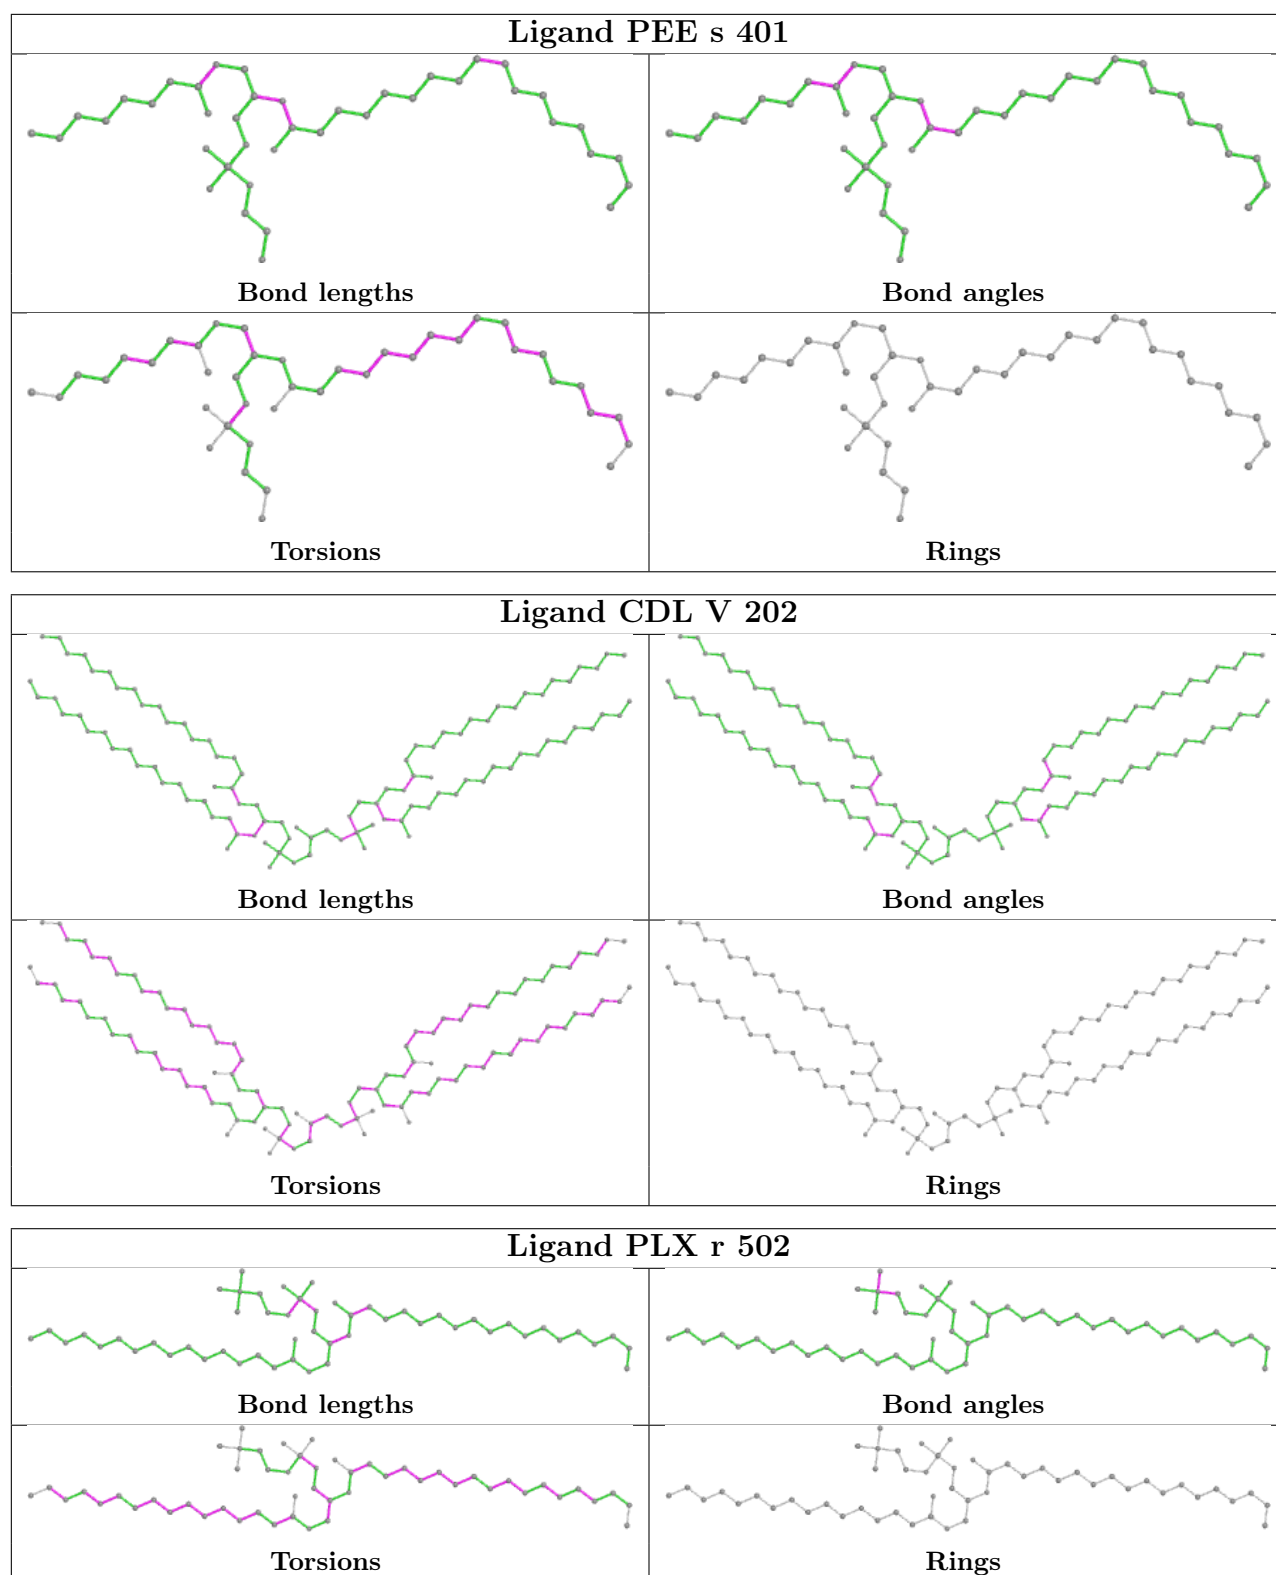 Ligand PEE s 401
Bond lengths
Bond angles
Torsions
Rings
Ligand CDL V 202
Bond lengths
Bond angles
Torsions
Rings
Ligand PLX r 502
Bond lengths
Bond angles
Torsions
Rings